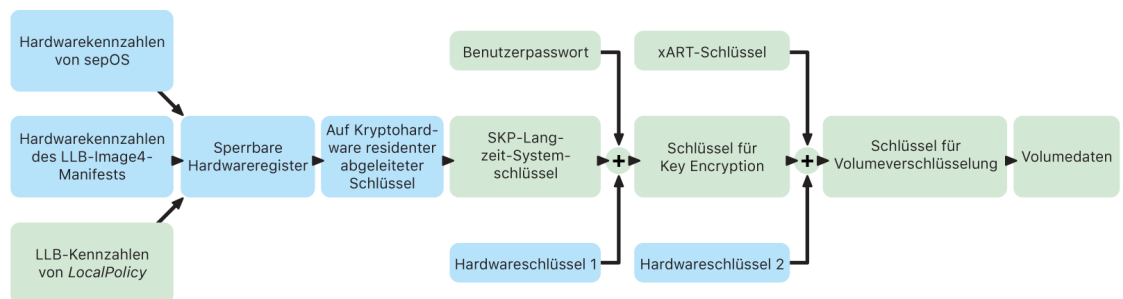 Hardwarekennzahlen
von sepOS
Benutzerpasswort
xART-Schlüssel
Hardwarekennzahlen
des LLB-Image4-
Manifests
Sperrbare
Hardwareregister
Auf Kryptohard-
ware residenter
abgeleiteter
Schlüssel
SKP-Lang-
zeit-System-
schlüssel
+
Schlüssel für
Key Encryption
+
Schlüssel für
Volumeverschlüsselung
Volumedaten
LLB-Kennzahlen
von LocalPolicy
Hardwareschlüssel 1
Hardwareschlüssel 2